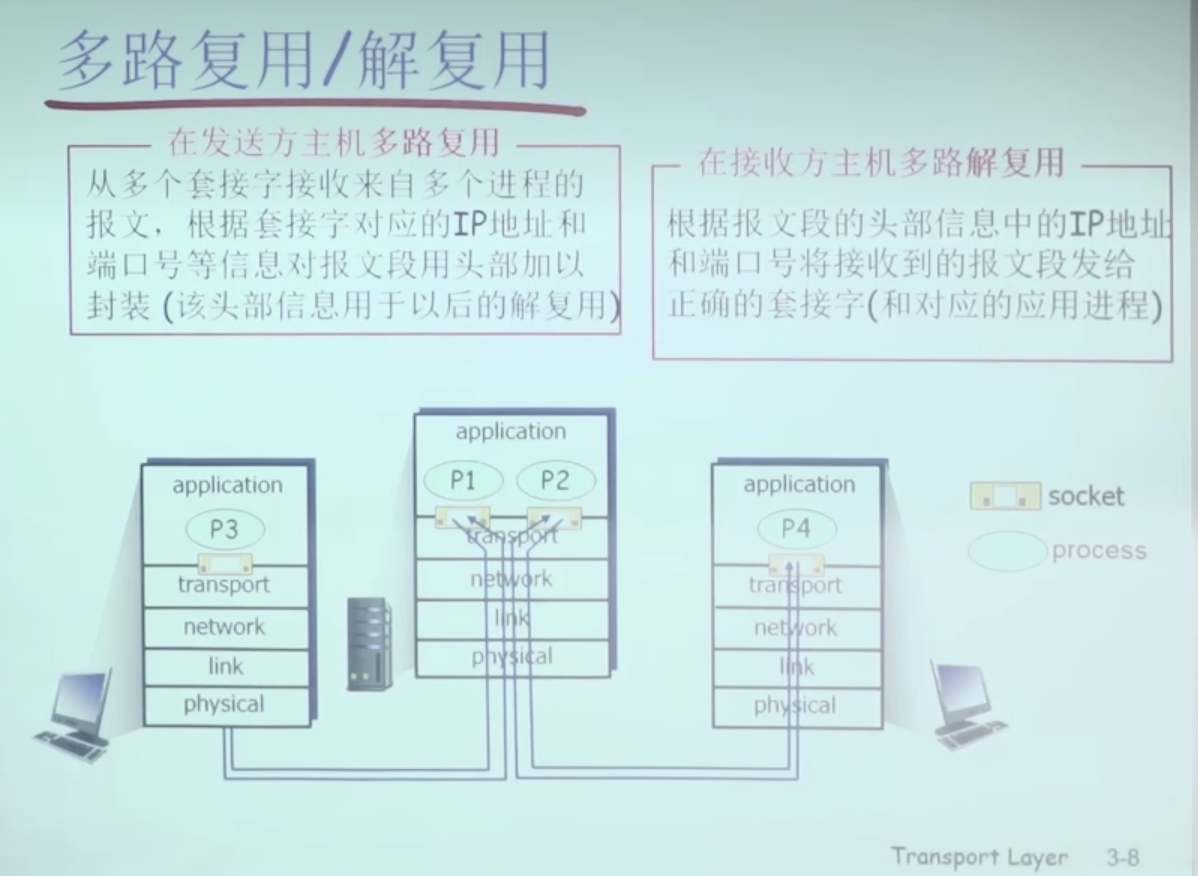 多路复用/解复用
在发送方主机多路复用
从多个套接字接收来自多个进程的
报文，根据套接字对应的IP地址和
端口号等信息对报文段用头部加以
封装 (该头部信息用于以后的解复用)
在接收方主机多路解复用
根据报文段的头部信息中的IP地址
和端口号将接收到的报文段发给
正确的套接字(和对应的应用进程)
application
P3
transport
network
link
physical
application
P1 P2
transport
network
link
physical
application
P4
transport
network
link
physical
socket
process
Transport Layer 3-8